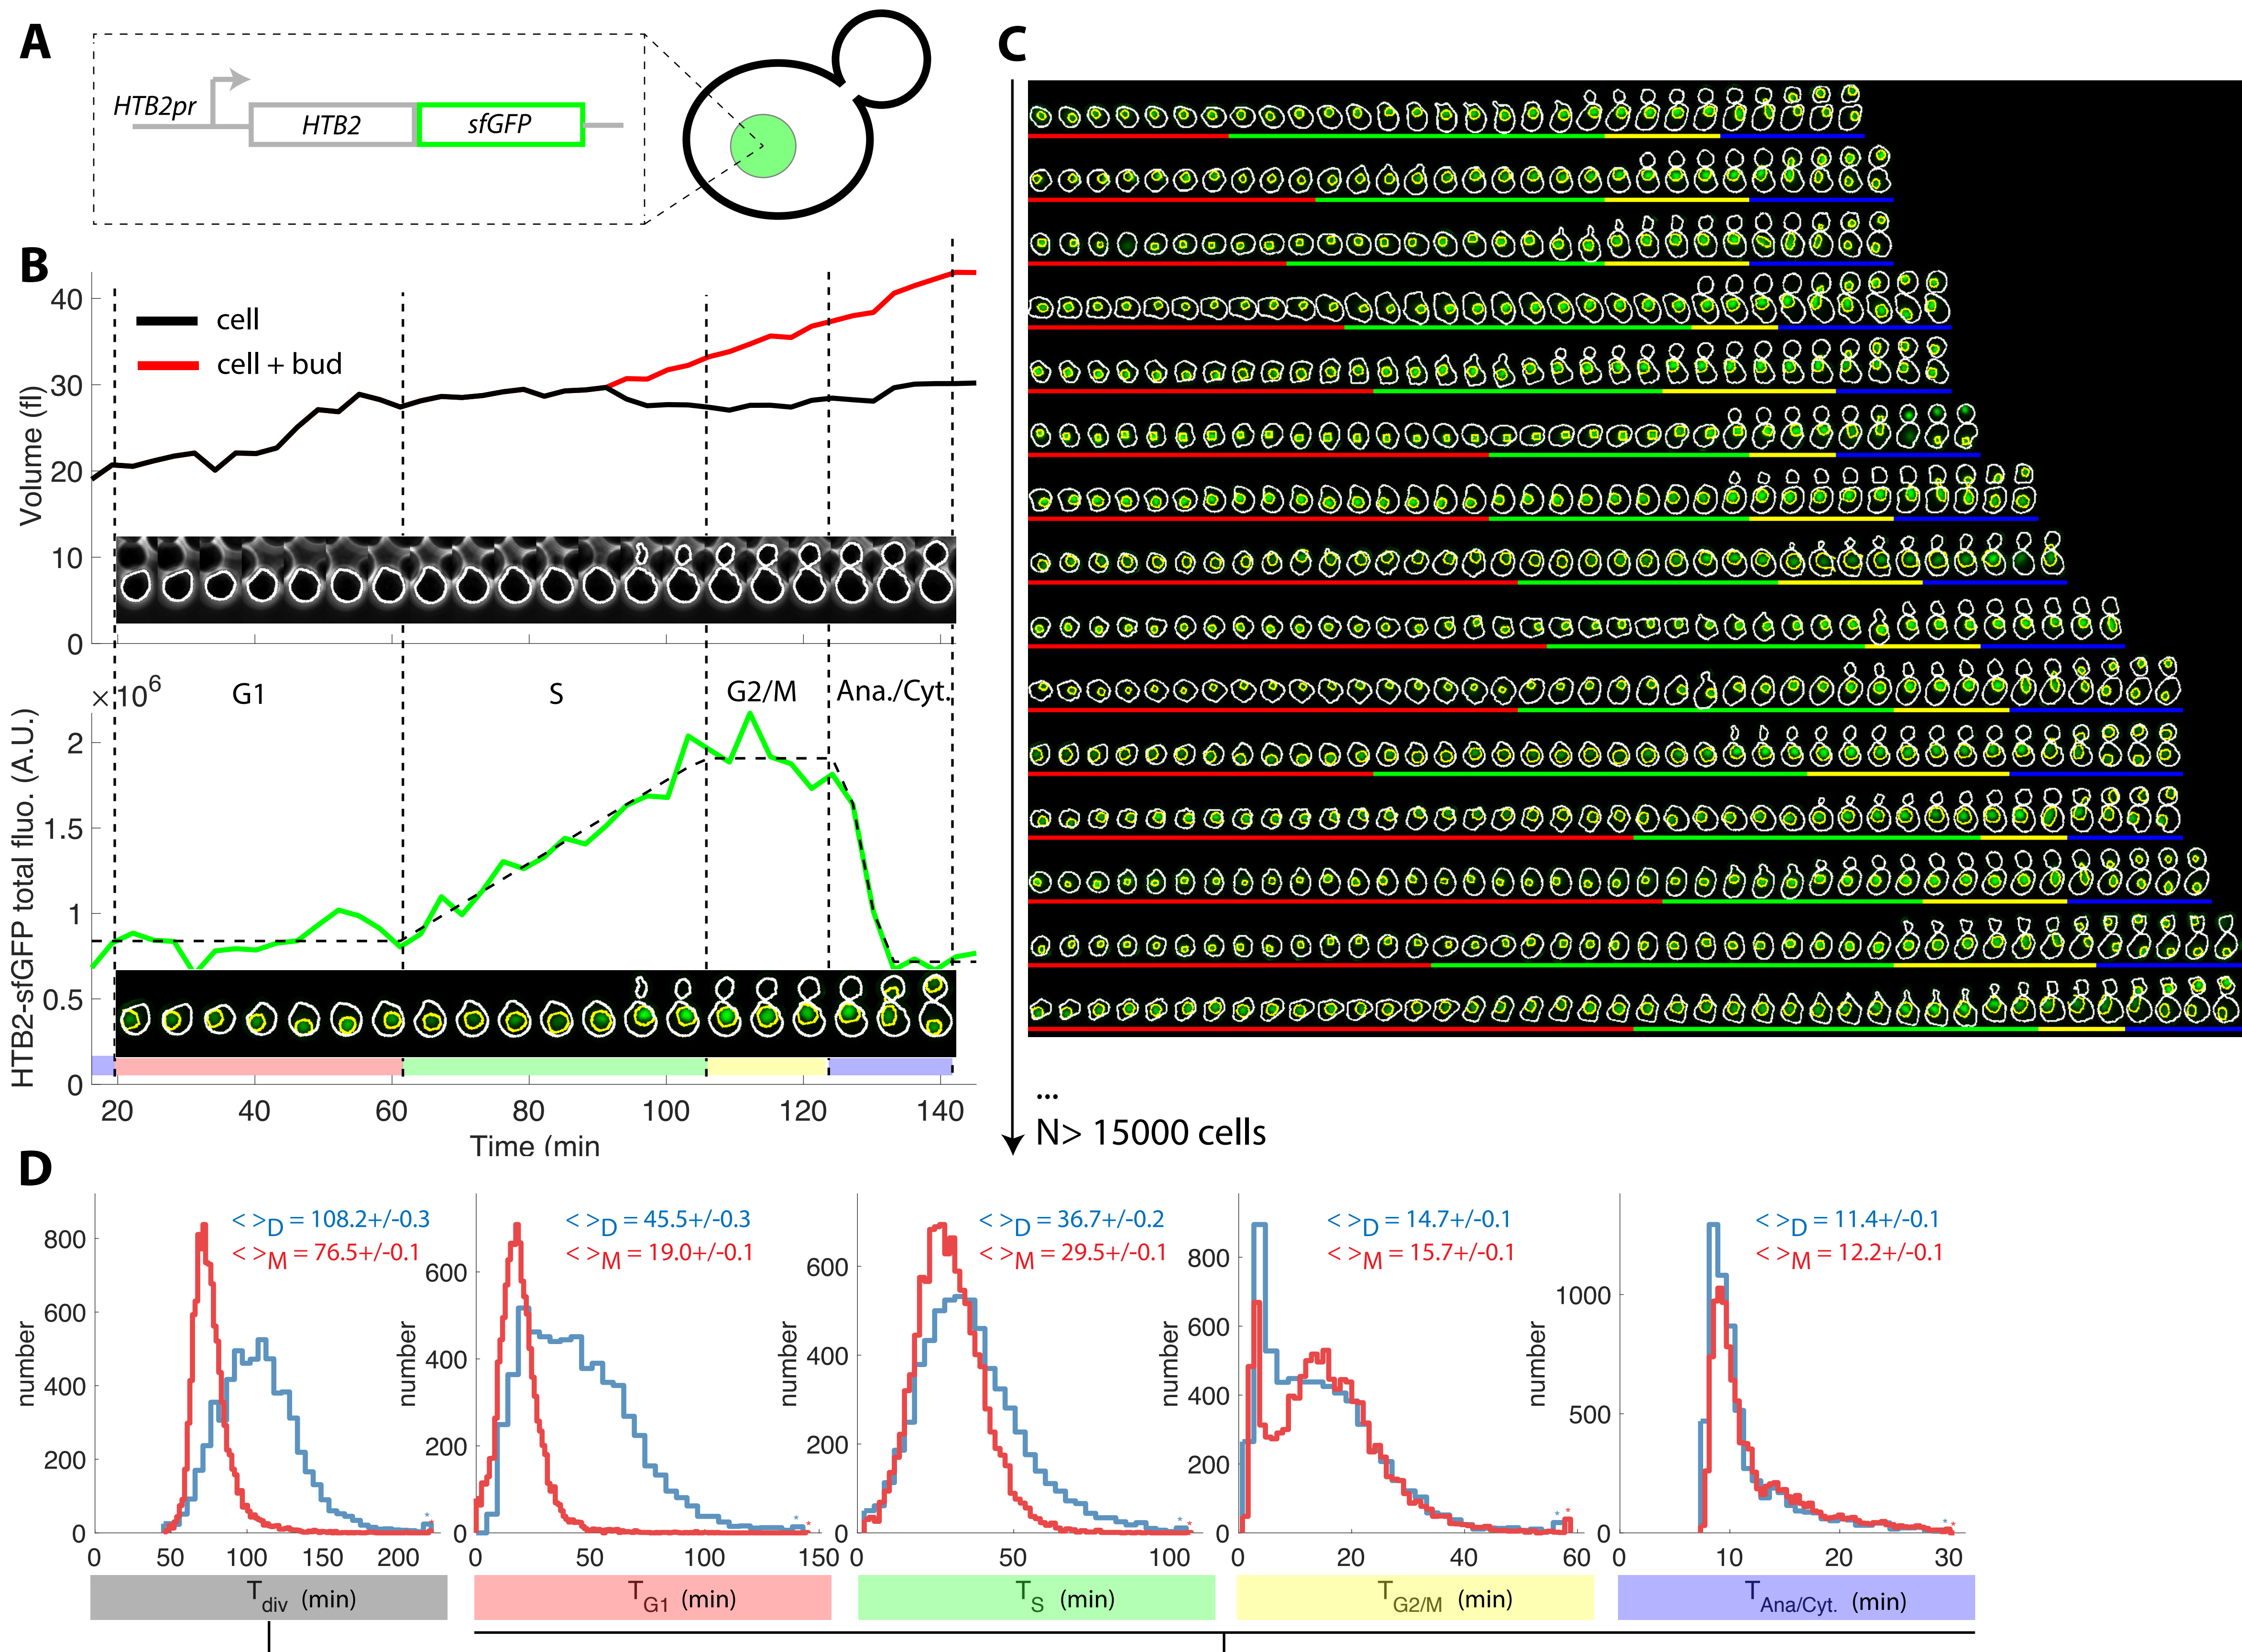 A
HTB2pr
HTB2
sfGFP
B
cell
cell + bud
Volume (fl)
40
30
20
10
0
×10^6
G1
S
G2/M
Ana./Cyt.
HTB2-sfGFP total fluo. (A.U.)
2
1.5
1
0.5
0
20 40 60 80 100 120 140
Time (min
C
...
N> 15000 cells
D
< >D = 108.2+/-0.3
< >M = 76.5+/-0.1
number
800
600
400
200
0
0 50 100 150 200
Tdiv (min)
< >D = 45.5+/-0.3
< >M = 19.0+/-0.1
number
600
400
200
0
0 50 100 150
TG1 (min)
< >D = 36.7+/-0.2
< >M = 29.5+/-0.1
number
600
400
200
0
0 50 100
TS (min)
< >D = 14.7+/-0.1
< >M = 15.7+/-0.1
number
800
600
400
200
0
0 20 40 60
TG2/M (min)
< >D = 11.4+/-0.1
< >M = 12.2+/-0.1
number
1000
500
0
0 10 20 30
TAna/Cyt. (min)